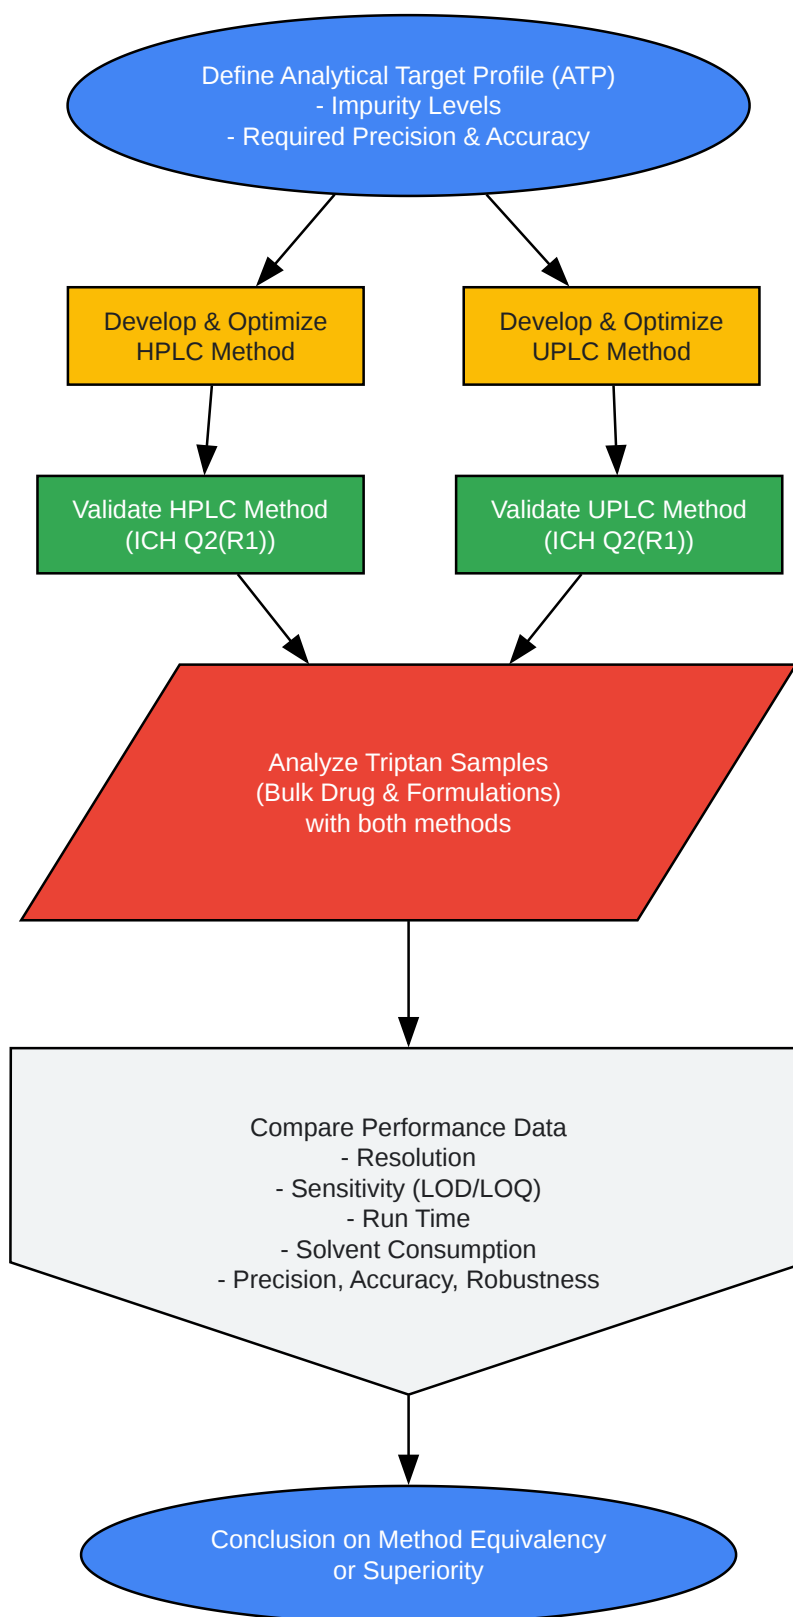 Define Analytical Target Profile (ATP)
- Impurity Levels
- Required Precision & Accuracy
Develop & Optimize
HPLC Method
Develop & Optimize
UPLC Method
Validate HPLC Method
(ICH Q2(R1))
Validate UPLC Method
(ICH Q2(R1))
Analyze Triptan Samples
(Bulk Drug & Formulations)
with both methods
Compare Performance Data
- Resolution
- Sensitivity (LOD/LOQ)
- Run Time
- Solvent Consumption
- Precision, Accuracy, Robustness
Conclusion on Method Equivalency
or Superiority